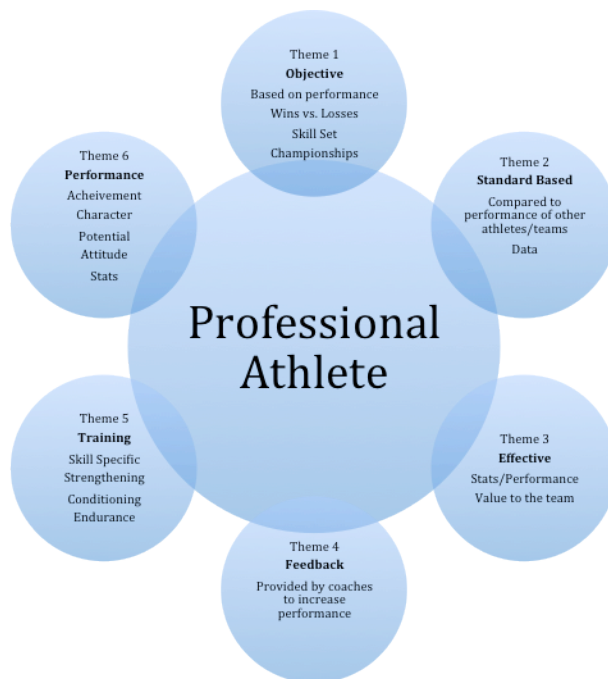 Theme 1
Objective
Based on performance
Wins vs. Losses
Skill Set
Championships
Theme 2
Standard Based
Compared to
performance of other
athletes/teams
Data
Theme 3
Effective
Stats/Performance
Value to the team
Theme 4
Feedback
Provided by coaches
to increase
performance
Theme 5
Training
Skill Specific
Strengthening
Conditioning
Endurance
Theme 6
Performance
Acheivement
Character
Potential
Attitude
Stats
Professional
Athlete